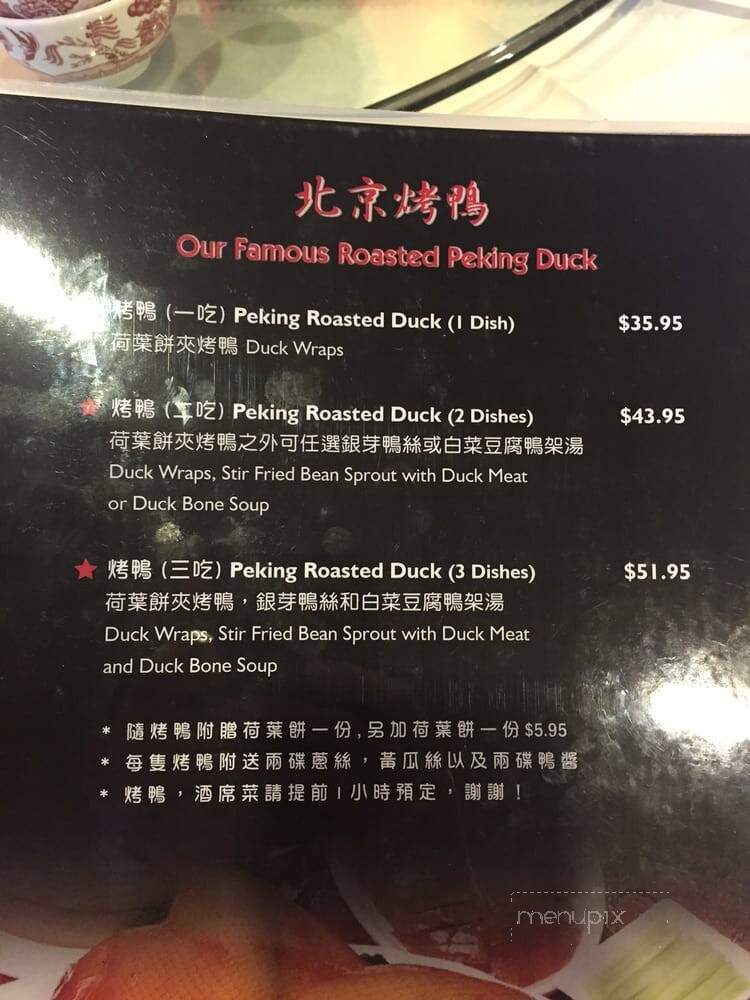 北京烤鴨
Our Famous Roasted Peking Duck
烤鴨 (一吃) Peking Roasted Duck (1 Dish) $35.95
荷葉餅夾烤鴨 Duck Wraps
烤鴨 (二吃) Peking Roasted Duck (2 Dishes) $43.95
荷葉餅夾烤鴨之外可任選銀芽鴨絲或白菜豆腐鴨架湯
Duck Wraps, Stir Fried Bean Sprout with Duck Meat
or Duck Bone Soup
★ 烤鴨 (三吃) Peking Roasted Duck (3 Dishes) $51.95
荷葉餅夾烤鴨，銀芽鴨絲和白菜豆腐鴨架湯
Duck Wraps, Stir Fried Bean Sprout with Duck Meat
and Duck Bone Soup
* 隨烤鴨附贈荷葉餅一份,另加荷葉餅一份 $5.95
* 每隻烤鴨附送兩碟蔥絲，黃瓜絲以及兩碟鴨醬
* 烤鴨，酒席菜請提前1小時預定，謝謝！
menupix